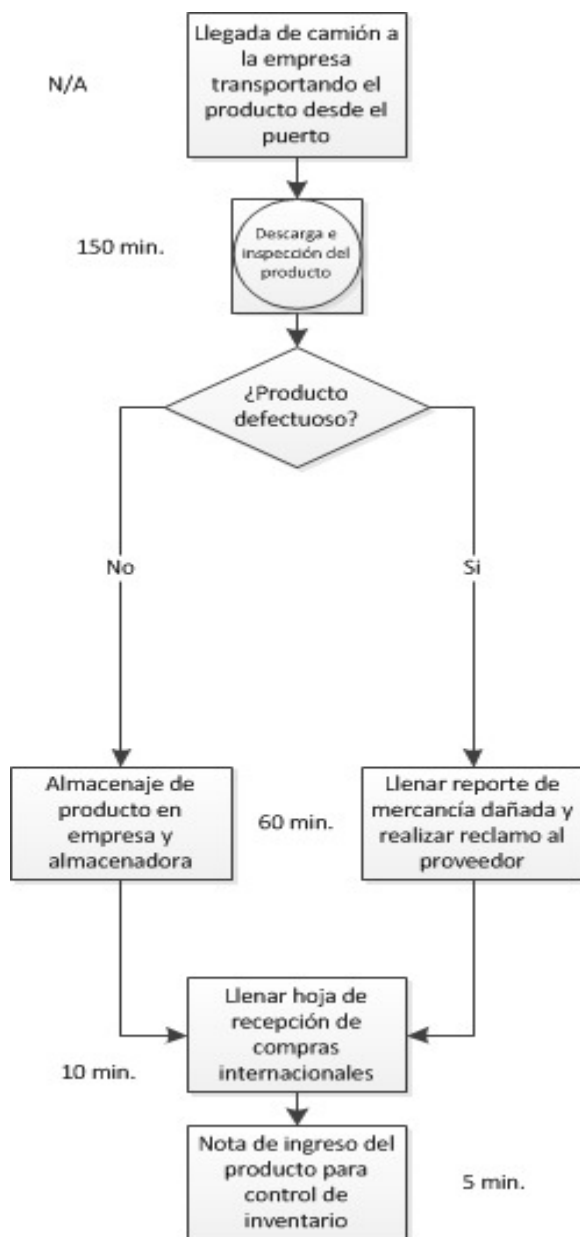 Llegada de camión a
la empresa
transportando el
producto desde el
puerto
N/A
Descarga e
inspección del
producto
150 min.
¿Producto
defectuoso?
No
Si
Almacenaje de
producto en
empresa y
almacenadora
60 min.
Llenar reporte de
mercancía dañada y
realizar reclamo al
proveedor
Llenar hoja de
recepción de
compras
internacionales
10 min.
Nota de ingreso del
producto para
control de
inventario
5 min.